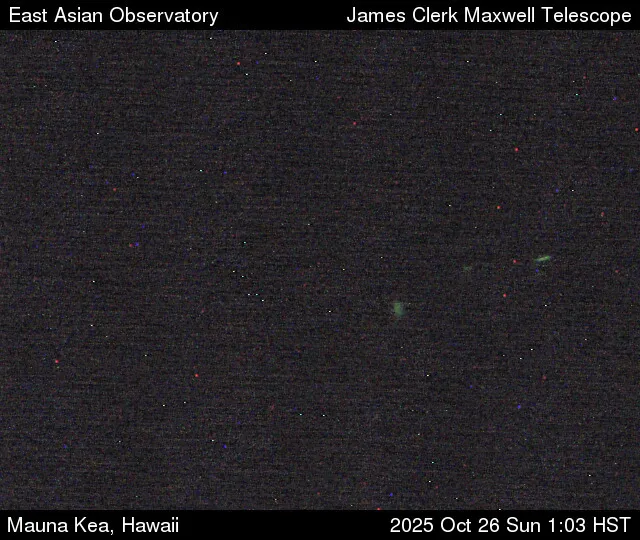 East Asian Observatory
James Clerk Maxwell Telescope
Mauna Kea, Hawaii
2025 Oct 26 Sun 1:03 HST